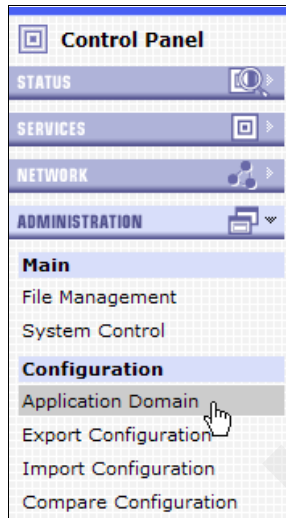 Control Panel
STATUS
SERVICES
NETWORK
ADMINISTRATION
Main
File Management
System Control
Configuration
Application Domain
Export Configuration
Import Configuration
Compare Configuration